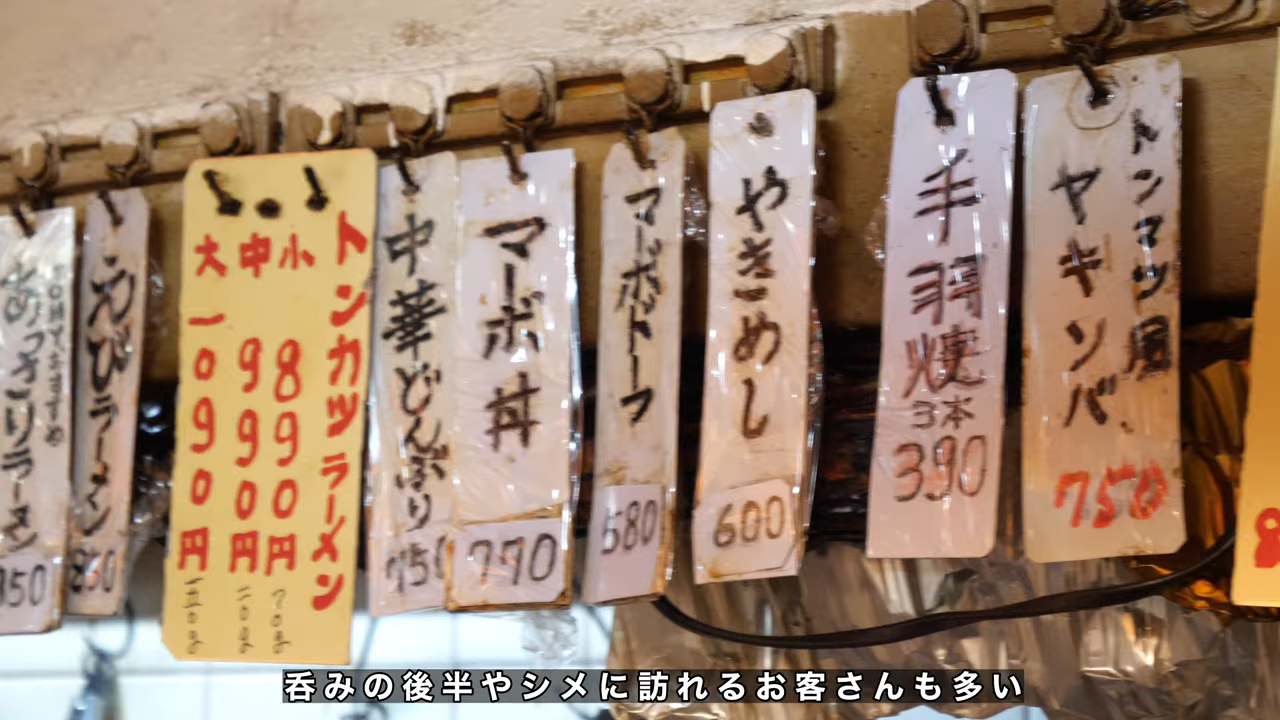 トンマツ風
ヤキソバ
750
手羽焼
3本
390
やきめし
600
マーボトーフ
680
マーボ丼
770
中華どんぶり
750
トンカツラーメン
小 890円 70g
中 990円 110g
大 1090円
えびラーメン
860
あっさりラーメン
呑みの後半やシメに訪れるお客さんも多い